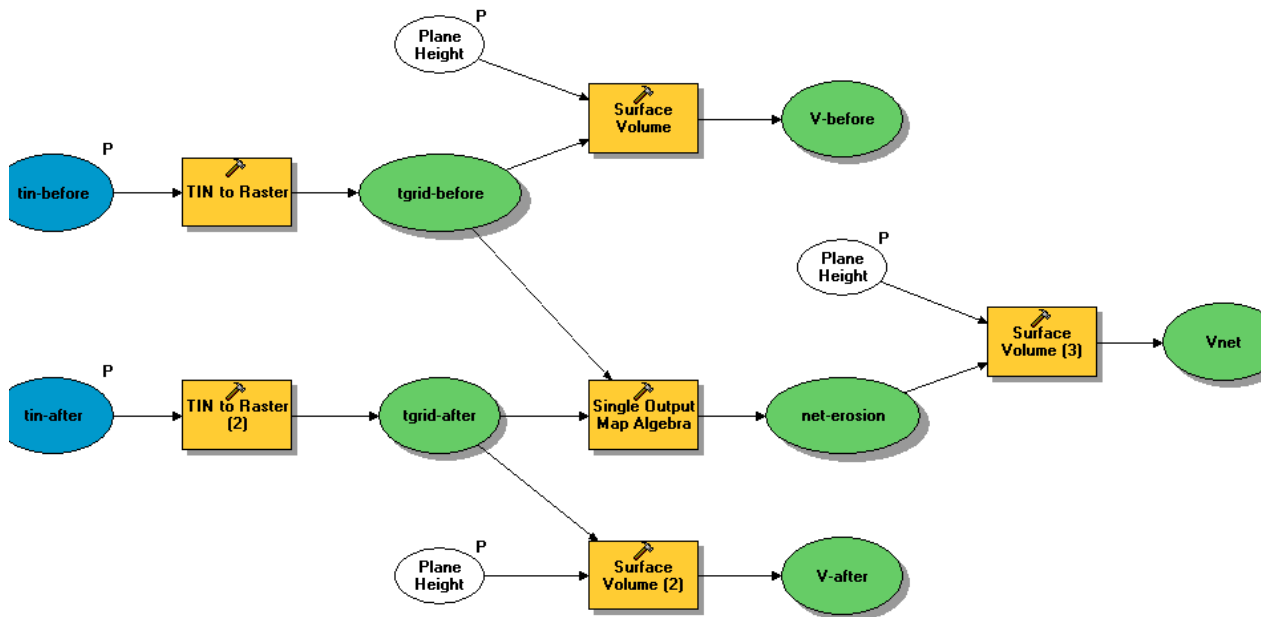 P
Plane
Height
Surface
Volume
V-before
P
tin-before
TIN to Raster
tgrid-before
P
Plane
Height
Surface
Volume (3)
Vnet
P
tin-after
TIN to Raster
(2)
tgrid-after
Single Output
Map Algebra
net-erosion
P
Plane
Height
Surface
Volume (2)
V-after